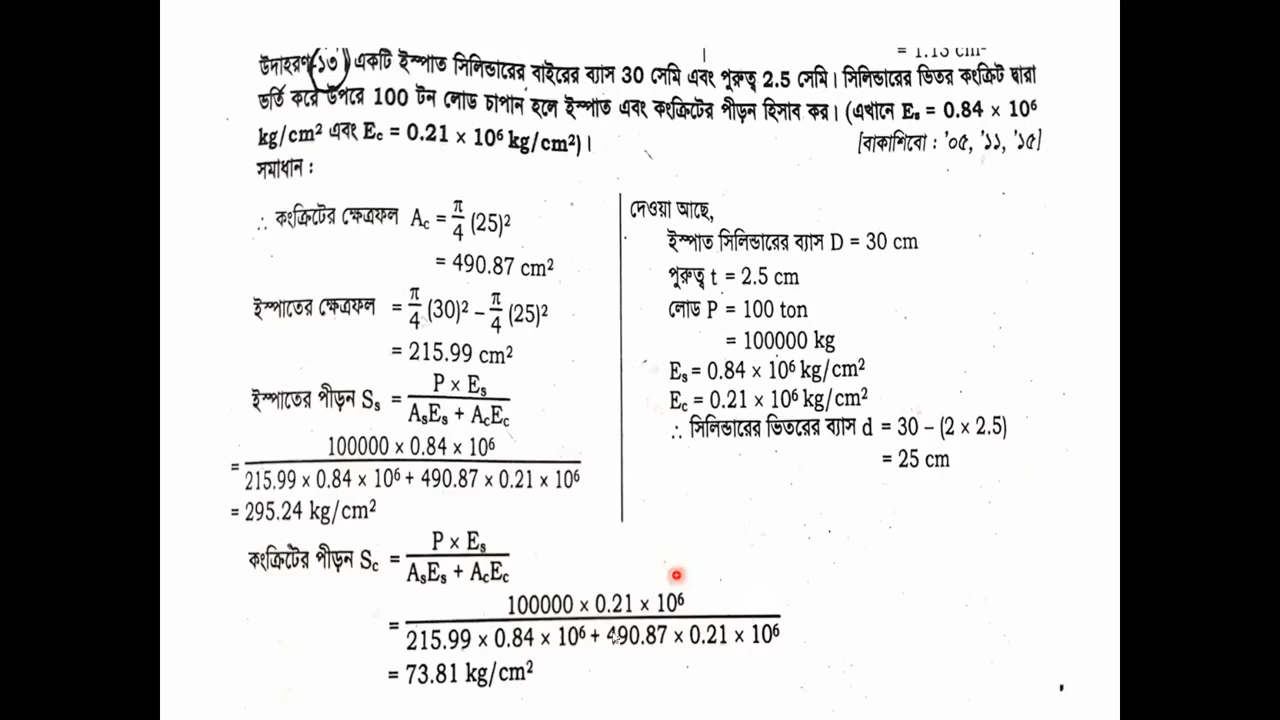 = 1.13 cm²
উদাহরণ-১৩ একটি ইস্পাত সিলিন্ডারের বাইরের ব্যাস 30 সেমি এবং পুরুত্ব 2.5 সেমি। সিলিন্ডারের ভিতর কংক্রিট দ্বারা
ভর্তি করে উপরে 100 টন লোড চাপান হলে ইস্পাত এবং কংক্রিটের পীড়ন হিসাব কর। (এখানে Eₛ = 0.84 × 10⁶
kg/cm² এবং E꜀ = 0.21 × 10⁶ kg/cm²)।
[বাকাশিবো : '০৫, '১১, '১৫]
সমাধান :
∴ কংক্রিটের ক্ষেত্রফল A꜀ = π/4 (25)²
= 490.87 cm²
ইস্পাতের ক্ষেত্রফল = π/4 (30)² – π/4 (25)²
= 215.99 cm²
ইস্পাতের পীড়ন Sₛ = P × Eₛ / AₛEₛ + A꜀E꜀
= 100000 × 0.84 × 10⁶ / 215.99 × 0.84 × 10⁶ + 490.87 × 0.21 × 10⁶
= 295.24 kg/cm²
কংক্রিটের পীড়ন S꜀ = P × Eₛ / AₛEₛ + A꜀E꜀
= 100000 × 0.21 × 10⁶ / 215.99 × 0.84 × 10⁶ + 490.87 × 0.21 × 10⁶
= 73.81 kg/cm²
দেওয়া আছে,
ইস্পাত সিলিন্ডারের ব্যাস D = 30 cm
পুরুত্ব t = 2.5 cm
লোড P = 100 ton
= 100000 kg
Eₛ = 0.84 × 10⁶ kg/cm²
E꜀ = 0.21 × 10⁶ kg/cm²
∴ সিলিন্ডারের ভিতরের ব্যাস d = 30 – (2 × 2.5)
= 25 cm